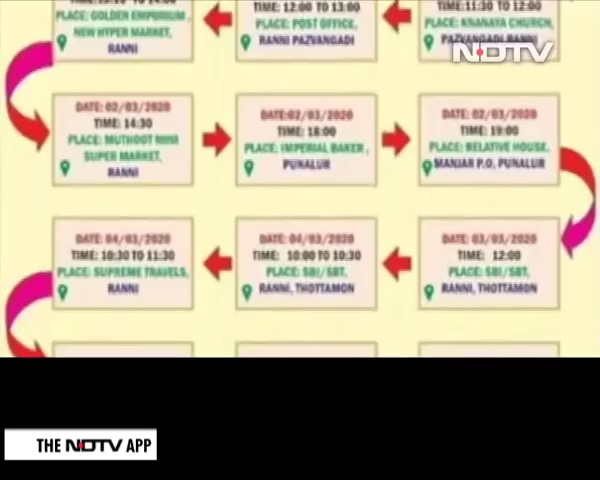 PLACE: GOLDEN EMPORIUM,
NEW HYPER MARKET,
RANNI
TIME: 12:00 TO 13:00
PLACE: POST OFFICE,
RANNI PAZVANGADI
TIME:11:30 TO 12:00
PLACE: KNANAYA CHURCH,
PAZVANGADI RANNI
NDTV
DATE: 02/03/2020
TIME: 14:30
PLACE: MUTHOOT MINI
SUPER MARKET,
RANNI
DATE:02/03/2020
TIME: 18:00
PLACE: IMPERIAL BAKER,
PUNALUR
DATE: 02/03/2020
TIME: 19:00
PLACE: RELATIVE HOUSE,
MANJAR P.O, PUNALUR
DATE: 04/03/2020
TIME: 10:30 TO 11:30
PLACE: SUPREME TRAVELS,
RANNI
DATE: 04/03/2020
TIME: 10:00 TO 10:30
PLACE: SBI/SBT,
RANNI, THOTTAMON
DATE: 03/03/2020
TIME: 12:00
PLACE: SBI/SBT,
RANNI, THOTTAMON
THE NDTV APP